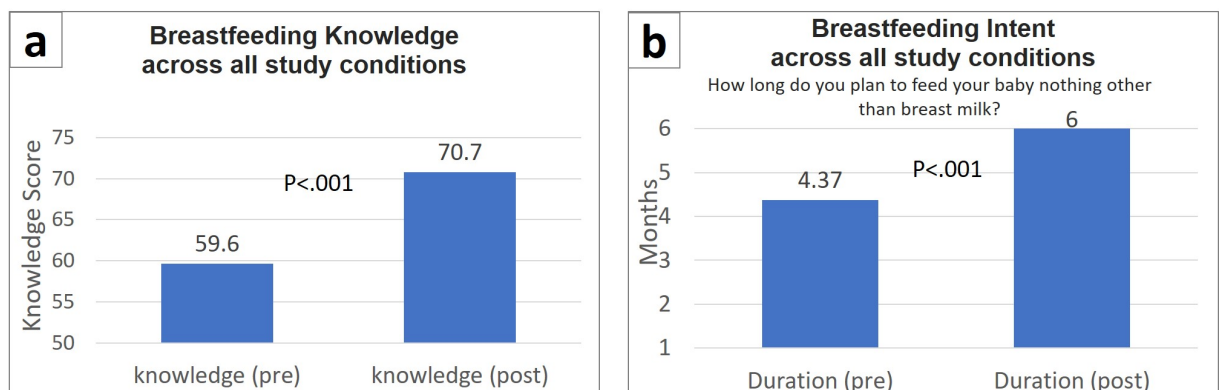 a
Breastfeeding Knowledge
across all study conditions
75
70
65
60
55
50
Knowledge Score
59.6
P<.001
70.7
knowledge (pre)
knowledge (post)
b
Breastfeeding Intent
across all study conditions
How long do you plan to feed your baby nothing other
than breast milk?
6
5
4
3
2
1
Months
4.37
P<.001
6
Duration (pre)
Duration (post)